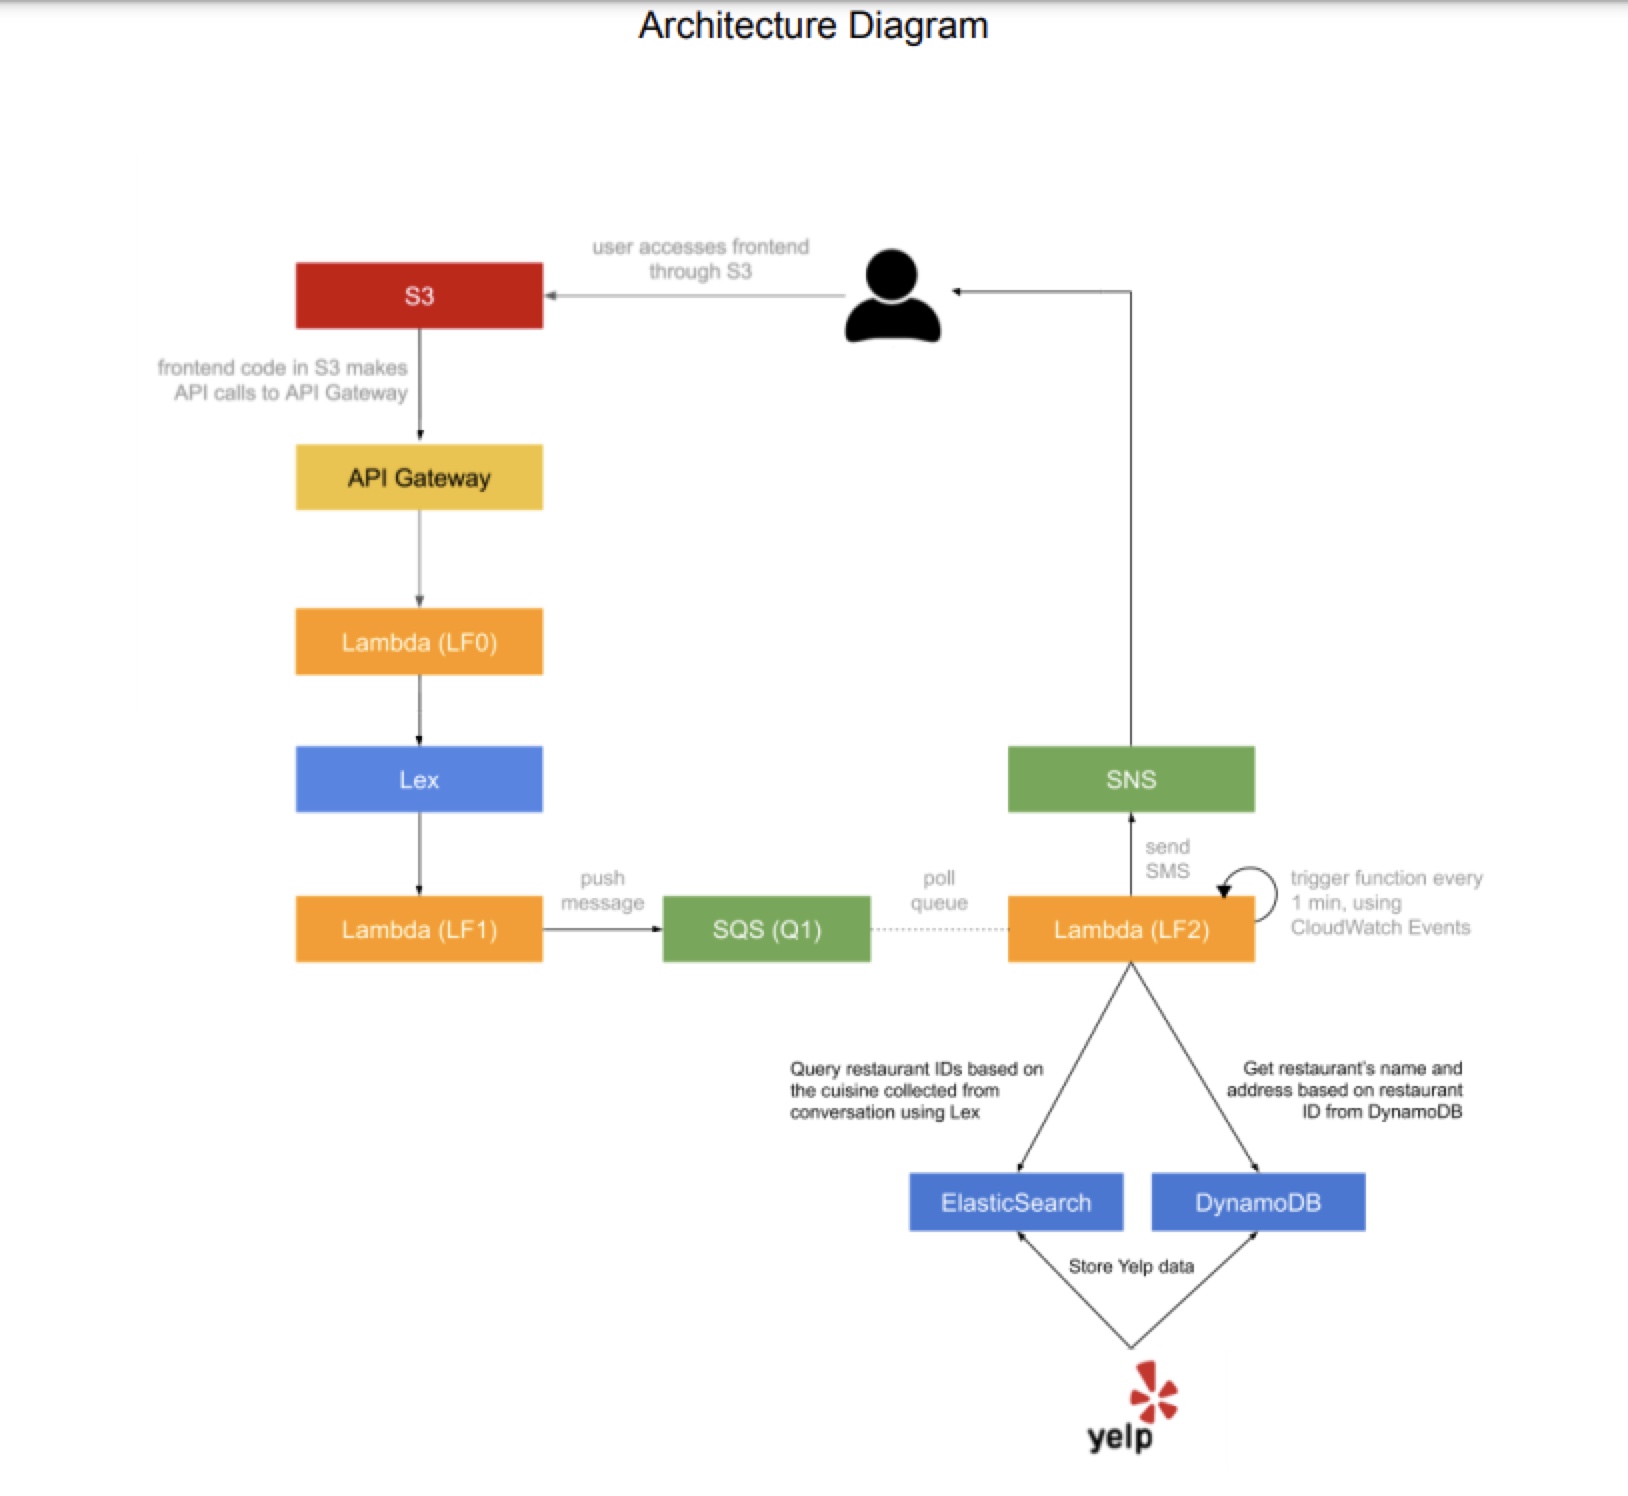 Architecture Diagram
user accesses frontend
through S3
S3
frontend code in S3 makes
API calls to API Gateway
API Gateway
Lambda (LF0)
Lex
SNS
send
SMS
push
message
poll
queue
trigger function every
1 min, using
CloudWatch Events
Lambda (LF1)
SQS (Q1)
Lambda (LF2)
Query restaurant IDs based on
the cuisine collected from
conversation using Lex
Get restaurant's name and
address based on restaurant
ID from DynamoDB
ElasticSearch
DynamoDB
Store Yelp data
yelp